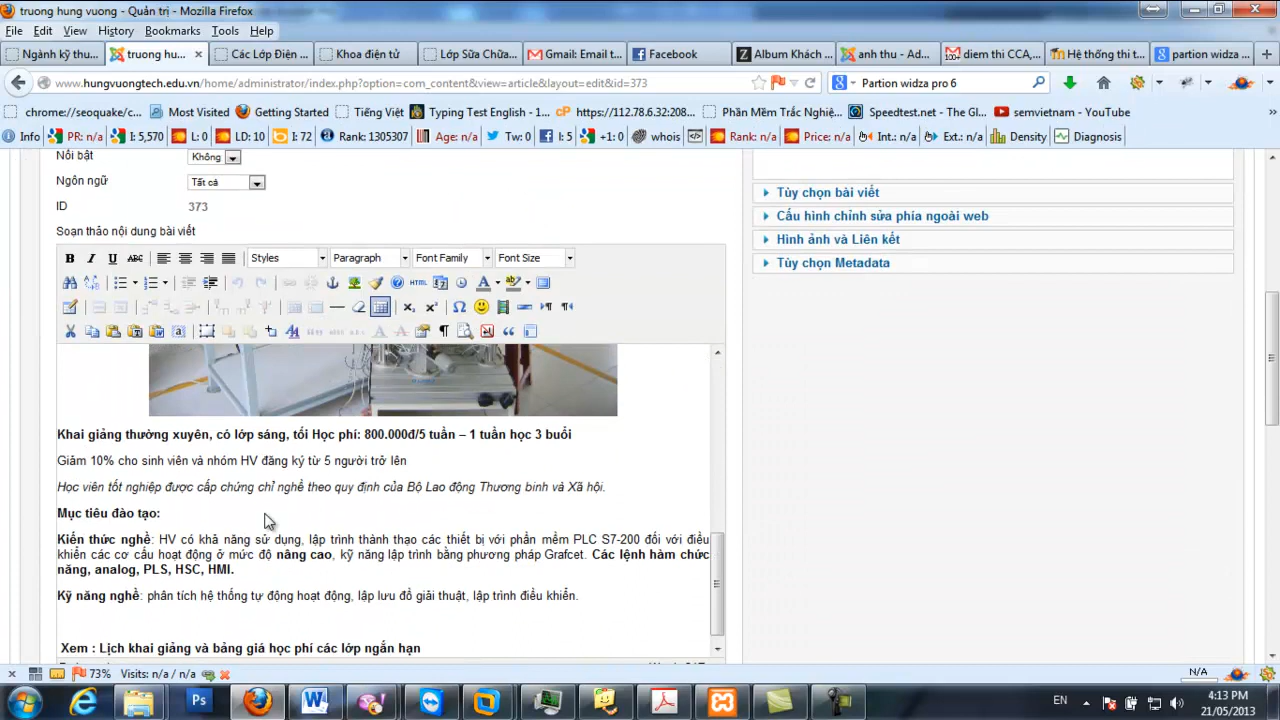 truong hung vuong - Quản trị - Mozilla Firefox
File Edit View History Bookmarks Tools Help
Ngành kỹ thu... truong hu... Các Lớp Điện ... Khoa điện tử Lớp Sữa Chữa... Gmail: Email t... Facebook Album Khách ... anh thu - Ad... diem thi CCA,... Hệ thống thi t... partion widza ...
www.hungvuongtech.edu.vn/home/administrator/index.php?option=com_content&view=article&layout=edit&id=373
Partion widza pro 6
chrome://seoquake/c... Most Visited Getting Started Tiếng Việt Typing Test English - 1... https://112.78.6.32:208... Phần Mềm Trắc Nghiệ... Speedtest.net - The Gl... semvietnam - YouTube
Info PR: n/a I: 5,570 L: 0 LD: 10 I: 72 Rank: 1305307 Age: n/a Tw: 0 I: 5 +1: 0 whois Rank: n/a Price: n/a Int.: n/a Ext.: n/a Density Diagnosis
Nổi bật Không
Ngôn ngữ Tất cả
ID 373
Soạn thảo nội dung bài viết
Tùy chọn bài viết
Cấu hình chỉnh sửa phía ngoài web
Hình ảnh và Liên kết
Tùy chọn Metadata
B I U ABC Styles Paragraph Font Family Font Size
HTML
Khai giảng thường xuyên, có lớp sáng, tối Học phí: 800.000đ/5 tuần – 1 tuần học 3 buổi
Giảm 10% cho sinh viên và nhóm HV đăng ký từ 5 người trở lên
Học viên tốt nghiệp được cấp chứng chỉ nghề theo quy định của Bộ Lao động Thương binh và Xã hội.
Mục tiêu đào tạo:
Kiến thức nghề: HV có khả năng sử dụng, lập trình thành thạo các thiết bị với phần mềm PLC S7-200 đối với điều
khiển các cơ cấu hoạt động ở mức độ nâng cao, kỹ năng lập trình bằng phương pháp Grafcet. Các lệnh hàm chức
năng, analog, PLS, HSC, HMI.
Kỹ năng nghề: phân tích hệ thống tự động hoạt động, lập lưu đồ giải thuật, lập trình điều khiển.
Xem : Lịch khai giảng và bảng giá học phí các lớp ngắn hạn
73% Visits: n/a / n/a N/A
EN 4:13 PM
21/05/2013